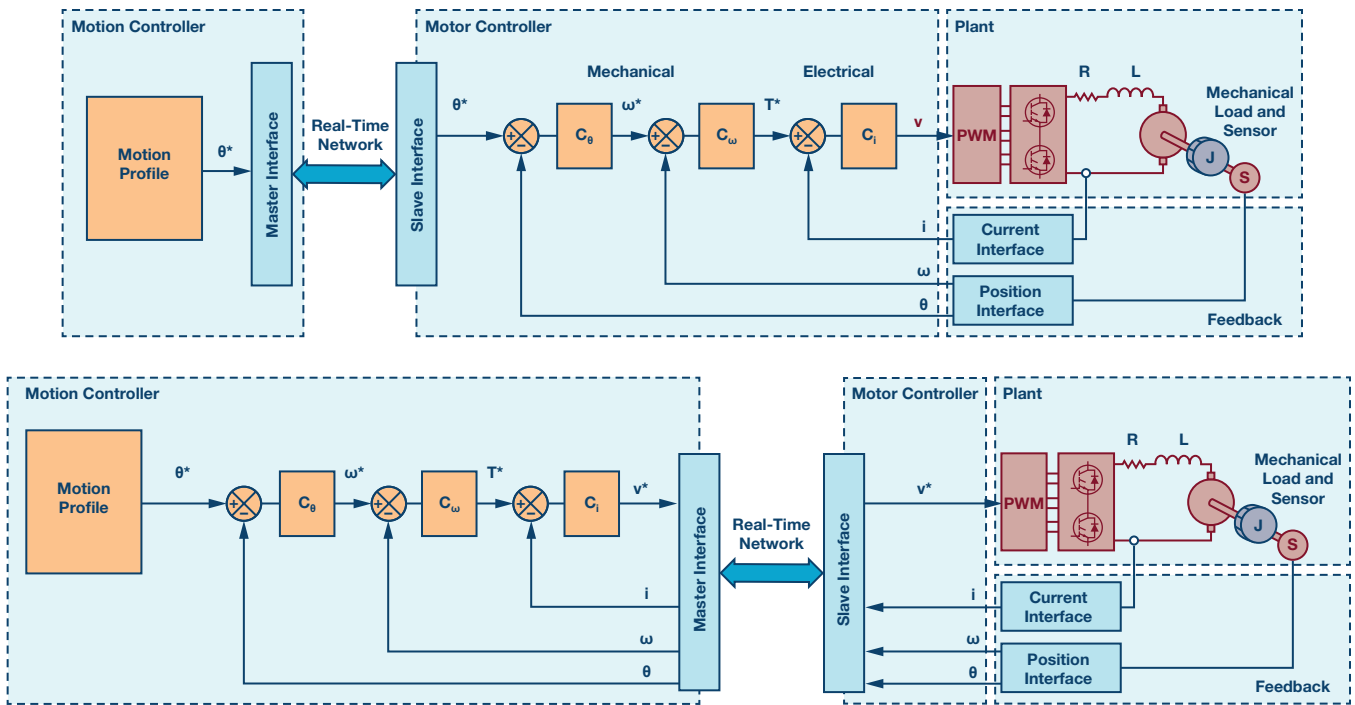 Motion Controller
Motor Controller
Plant
Mechanical
Electrical
R
L
Mechanical
Load and
Sensor
Motion
Profile
θ*
Master Interface
Real-Time
Network
Slave Interface
θ*
+
−
Cθ
ω*
+
−
Cω
T*
+
−
Ci
v
PWM
J
S
i
Current
Interface
ω
θ
Position
Interface
Feedback
Motion Controller
Motor Controller
Plant
R
L
Mechanical
Load and
Sensor
Motion
Profile
θ*
+
−
Cθ
ω*
+
−
Cω
T*
+
−
Ci
v*
Master Interface
Real-Time
Network
Slave Interface
v*
PWM
J
S
i
ω
θ
i
Current
Interface
ω
θ
Position
Interface
Feedback